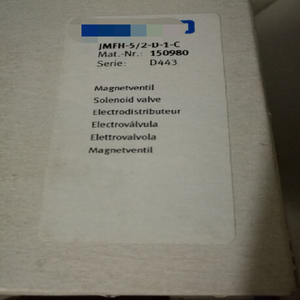 JMFH-5/2-D-1-C
Mat.-Nr.: 150980
Serie: D443
Magnetventil
Solenoid valve
Electrodistributeur
Electroválvula
Elettrovalvola
Magnetventil